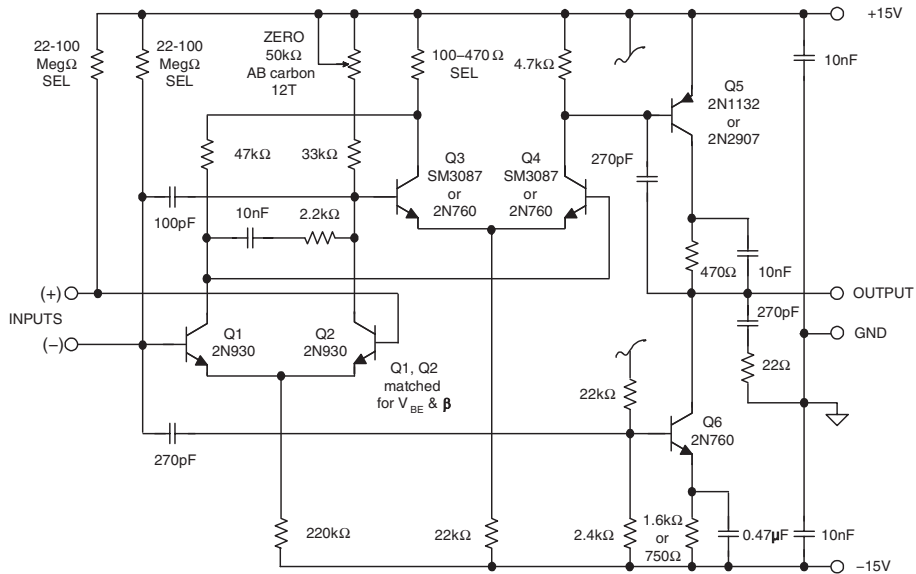 +15V
22-100
MegΩ
SEL
22-100
MegΩ
SEL
ZERO
50kΩ
AB carbon
12T
100–470 Ω
SEL
4.7kΩ
10nF
Q5
2N1132
or
2N2907
47kΩ
33kΩ
Q3
SM3087
or
2N760
Q4
SM3087
or
2N760
270pF
100pF
10nF
2.2kΩ
470Ω
10nF
(+)
INPUTS
(–)
OUTPUT
270pF
GND
Q1
2N930
Q2
2N930
Q1, Q2
matched
for VBE & β
22Ω
22kΩ
Q6
2N760
270pF
220kΩ
22kΩ
2.4kΩ
1.6kΩ
or
750Ω
0.47µF
10nF
–15V